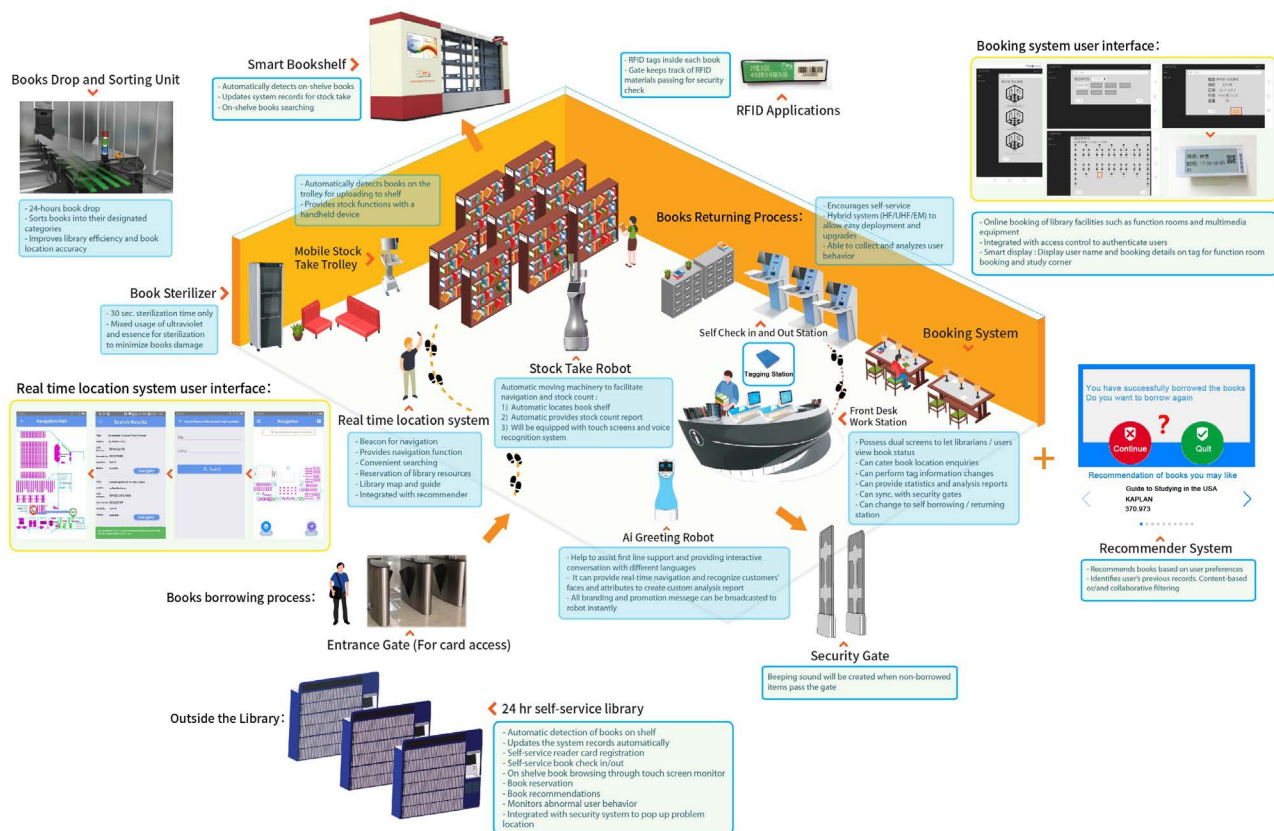 Smart Bookshelf
- Automatically detects on-shelve books
- Updates system records for stock take
- On-shelve books searching
- RFID tags inside each book
- Gate keeps track of RFID
materials passing for security
check
RFID Applications
Booking system user interface:
- Online booking of library facilities such as function rooms and multimedia
equipment
- Integrated with access control to authenticate users
- Smart display : Display user name and booking details on tag for function room
booking and study corner
Books Drop and Sorting Unit
- 24-hours book drop
- Sorts books into their designated
categories
- Improves library efficiency and book
location accuracy
- Automatically detects books on the
trolley for uploading to shelf
- Provides stock functions with a
handheld device
Mobile Stock
Take Trolley
Books Returning Process:
- Encourages self-service
- Hybrid system (HF/UHF/EM) to
allow easy deployment and
upgrades
- Able to collect and analyzes user
behavior
Book Sterilizer
- 30 sec. sterilization time only
- Mixed usage of ultraviolet
and essence for sterilization
to minimize books damage
Self Check in and Out Station
Booking System
Tagging Station
Stock Take Robot
Automatic moving machinery to facilitate
navigation and stock count :
1) Automatic locates book shelf
2) Automatic provides stock count report
3) Will be equipped with touch screens and voice
recognition system
Real time location system user interface:
Navigation Path
Search Results
Navigation
Search
Real time location system
- Beacon for navigation
- Provides navigation function
- Convenient searching
- Reservation of library resources
- Library map and guide
- Integrated with recommender
Front Desk
Work Station
- Possess dual screens to let librarians / users
view book status
- Can cater book location enquiries
- Can perform tag information changes
- Can provide statistics and analysis reports
- Can sync. with security gates
- Can change to self borrowing / returning
station
+
You have successfully borrowed the books
Do you want to borrow again
?
Continue
Quit
Recommendation of books you may like
Guide to Studying in the USA
KAPLAN
370.973
Recommender System
- Recommends books based on user preferences
- Identifies user's previous records. Content-based
or/and collaborative filtering
Ai Greeting Robot
- Help to assist first line support and providing interactive
conversation with different languages
- It can provide real-time navigation and recognize customers'
faces and attributes to create custom analysis report
- All branding and promotion messege can be broadcasted to
robot instantly
Books borrowing process:
Entrance Gate (For card access)
Security Gate
Beeping sound will be created when non-borrowed
items pass the gate
Outside the Library:
24 hr self-service library
- Automatic detection of books on shelf
- Updates the system records automatically
- Self-service reader card registration
- Self-service book check in/out
- On shelve book browsing through touch screen monitor
- Book reservation
- Book recommendations
- Monitors abnormal user behavior
- Integrated with security system to pop up problem
location